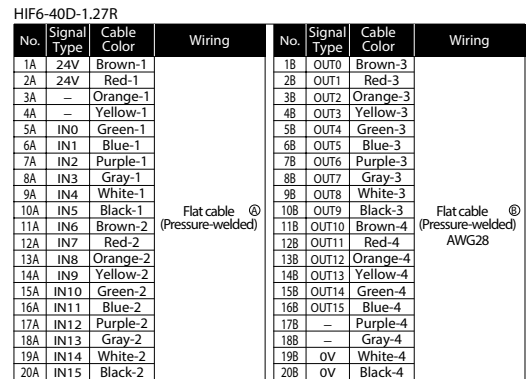 HIF6-40D-1.27R
No. Signal Type Cable Color Wiring No. Signal Type Cable Color Wiring
1A 24V Brown-1 1B OUT0 Brown-3
2A 24V Red-1 2B OUT1 Red-3
3A – Orange-1 3B OUT2 Orange-3
4A – Yellow-1 4B OUT3 Yellow-3
5A IN0 Green-1 5B OUT4 Green-3
6A IN1 Blue-1 6B OUT5 Blue-3
7A IN2 Purple-1 7B OUT6 Purple-3
8A IN3 Gray-1 8B OUT7 Gray-3
9A IN4 White-1 9B OUT8 White-3
10A IN5 Black-1 Flat cable Ⓐ 10B OUT9 Black-3 Flat cable Ⓑ
11A IN6 Brown-2 (Pressure-welded) 11B OUT10 Brown-4 (Pressure-welded)
12A IN7 Red-2 12B OUT11 Red-4 AWG28
13A IN8 Orange-2 13B OUT12 Orange-4
14A IN9 Yellow-2 14B OUT13 Yellow-4
15A IN10 Green-2 15B OUT14 Green-4
16A IN11 Blue-2 16B OUT15 Blue-4
17A IN12 Purple-2 17B – Purple-4
18A IN13 Gray-2 18B – Gray-4
19A IN14 White-2 19B 0V White-4
20A IN15 Black-2 20B 0V Black-4